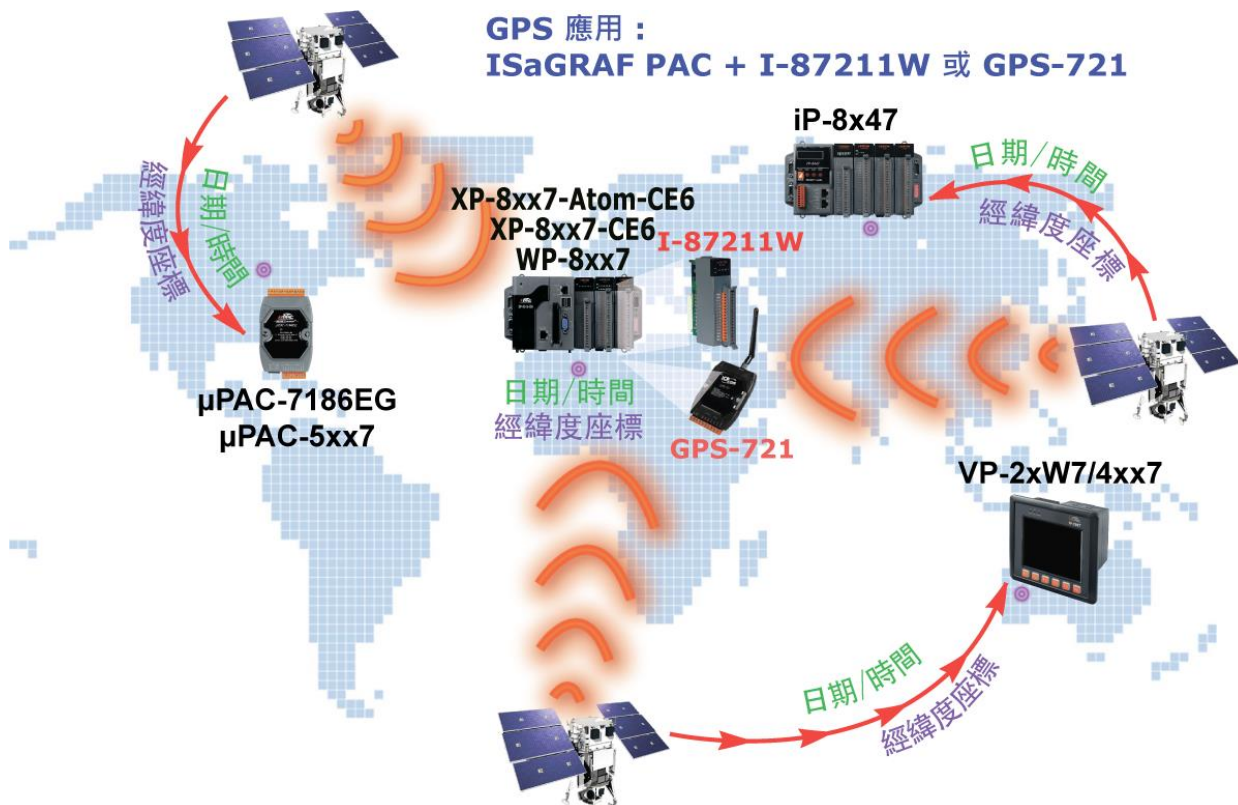 GPS 應用：
ISaGRAF PAC + I-87211W 或 GPS-721
iP-8x47
日期/時間
經緯度座標
XP-8xx7-Atom-CE6
XP-8xx7-CE6
WP-8xx7
I-87211W
日期/時間
經緯度座標
日期/時間
經緯度座標
GPS-721
µPAC-7186EG
µPAC-5xx7
VP-2xW7/4xx7
日期/時間
經緯度座標